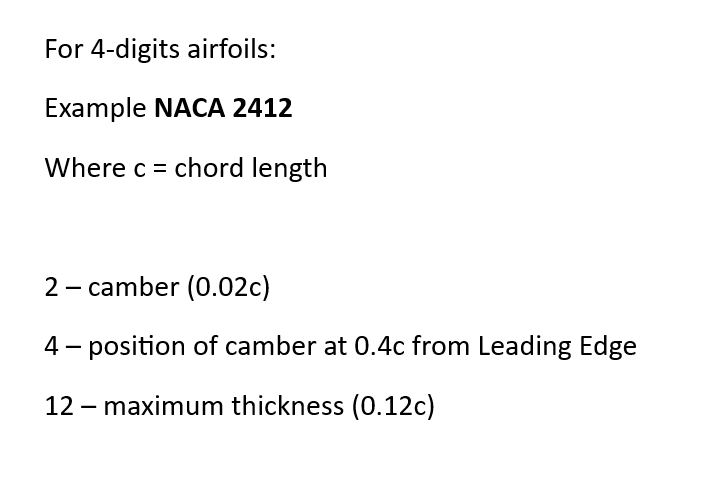 For 4-digits airfoils:
Example NACA 2412
Where c = chord length
2 – camber (0.02c)
4 – position of camber at 0.4c from Leading Edge
12 – maximum thickness (0.12c)